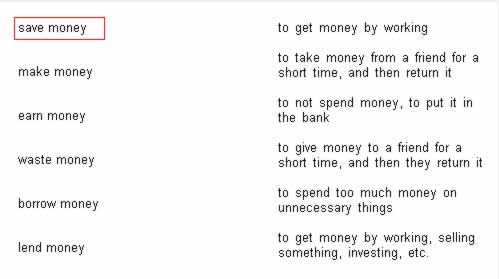 save money
to get money by working
to take money from a friend for a
short time, and then return it
make money
to not spend money, to put it in
the bank
earn money
to give money to a friend for a
short time, and then they return it
waste money
to spend too much money on
unnecessary things
borrow money
to get money by working, selling
something, investing, etc.
lend money